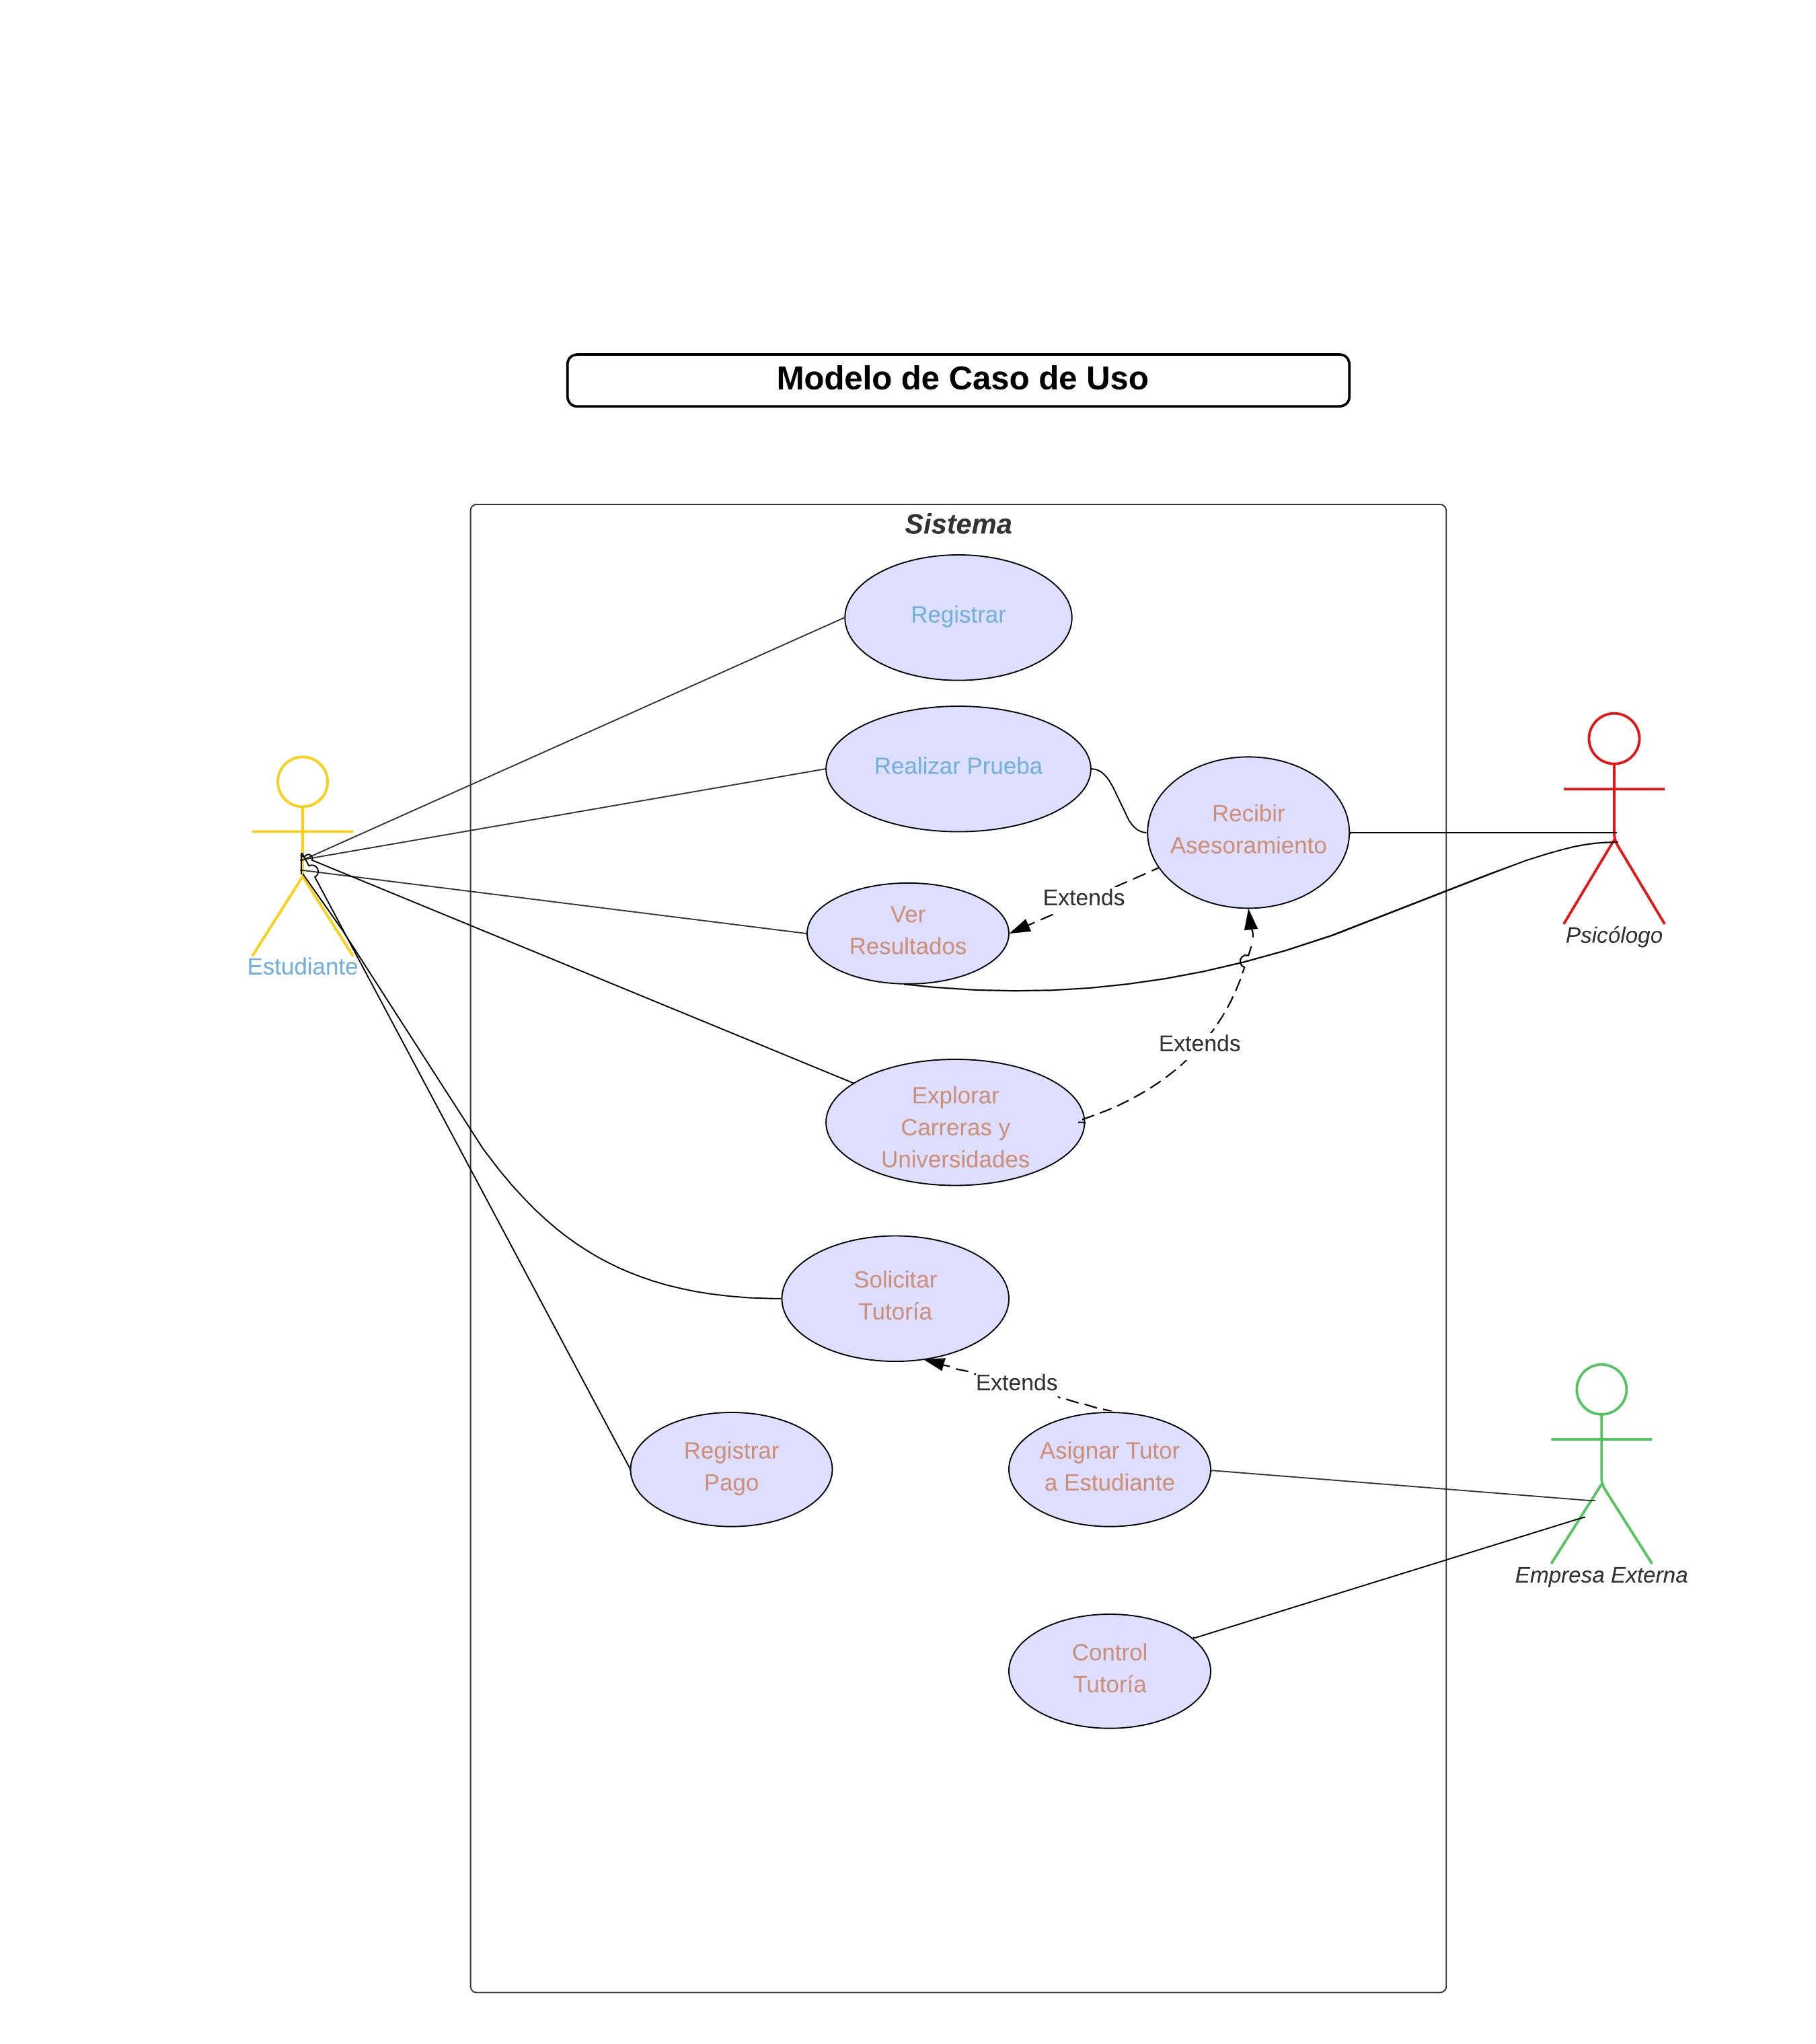 Modelo de Caso de Uso
Sistema
Registrar
Realizar Prueba
Recibir
Asesoramiento
Extends
Ver
Resultados
Psicólogo
Estudiante
Extends
Explorar
Carreras y
Universidades
Solicitar
Tutoría
Extends
Registrar
Pago
Asignar Tutor
a Estudiante
Empresa Externa
Control
Tutoría